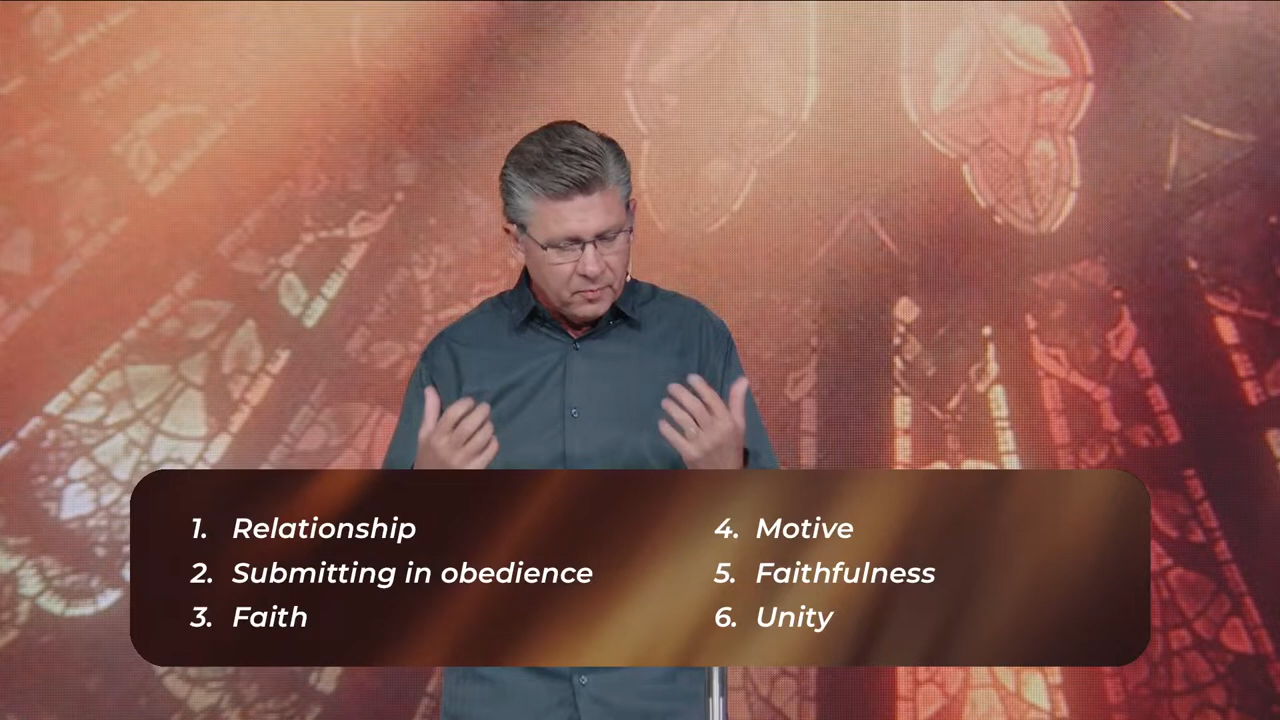 1. Relationship
2. Submitting in obedience
3. Faith
4. Motive
5. Faithfulness
6. Unity